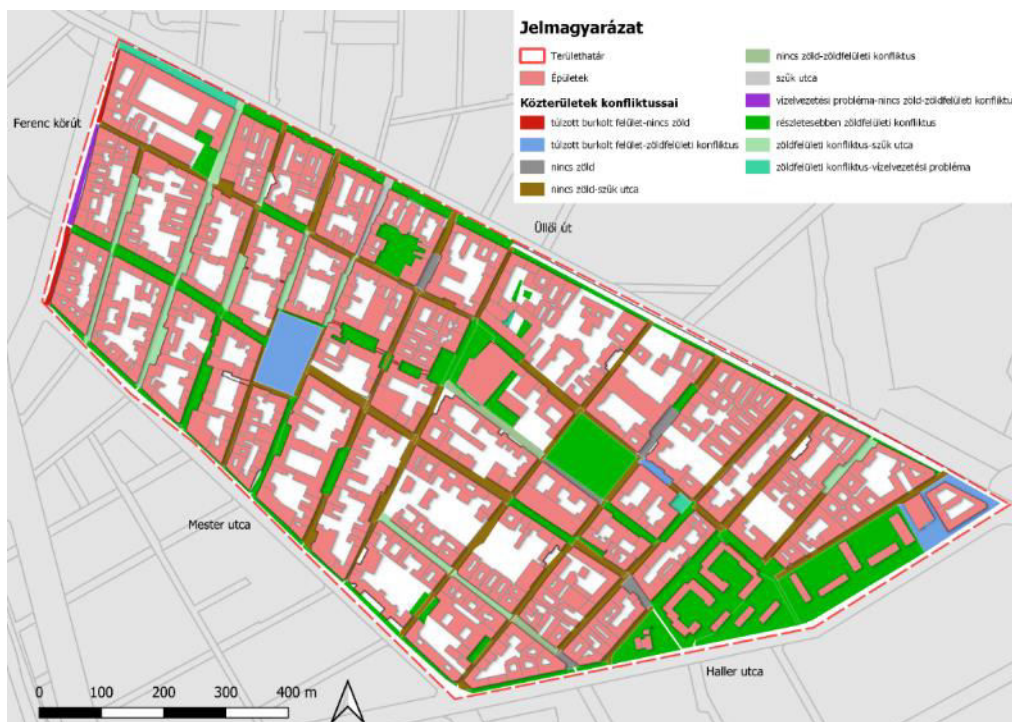 Jelmagyarázat
Területhatár
Épületek
Közterületek konfliktussai
túlzott burkolt felület-nincs zöld
túlzott burkolt felület-zöldfelületi konfliktus
nincs zöld
nincs zöld-szűk utca
nincs zöld-zöldfelületi konfliktus
szűk utca
vízelvezetési probléma-nincs zöld-zöldfelületi konfliktu
részletesebben zöldfelületi konfliktus
zöldfelületi konfliktus-szűk utca
zöldfelületi konfliktus-vízelvezetési probléma
Ferenc körút
Üllői út
Mester utca
Haller utca
0 100 200 300 400 m